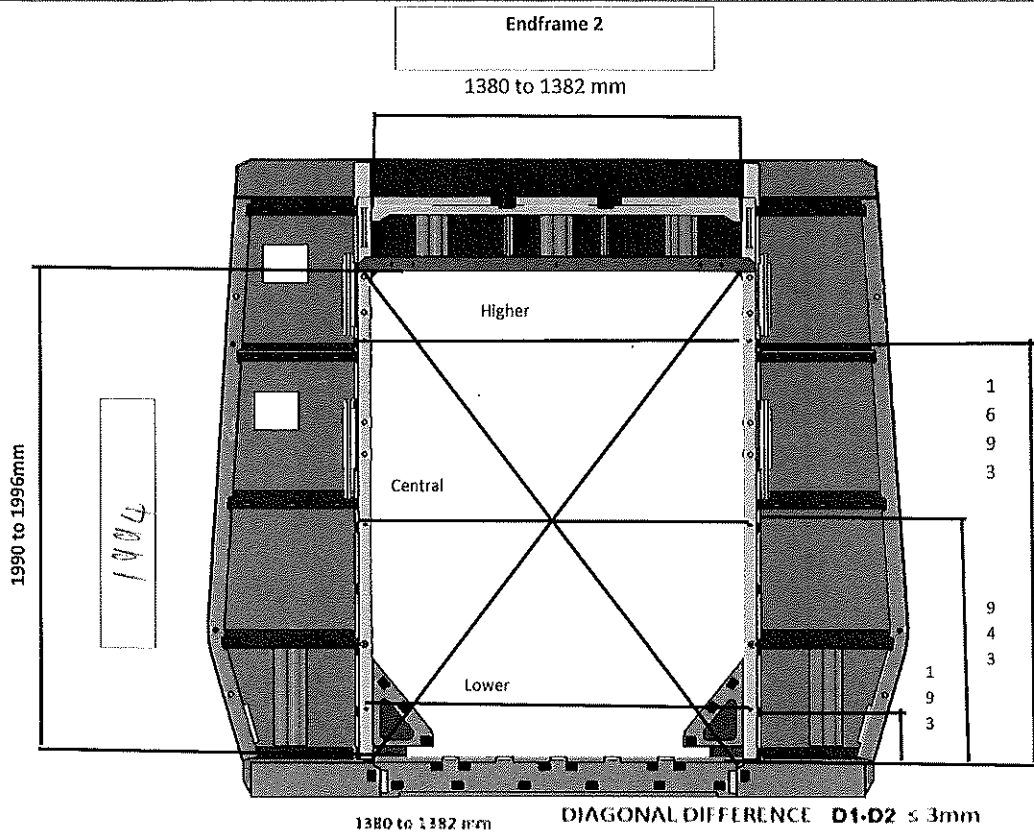 Endframe 2
1380 to 1382 mm
Higher
1
6
9
3
Central
1990 to 1996mm
1994
9
4
3
1
9
3
Lower
1380 to 1382 mm
DIAGONAL DIFFERENCE D1-D2 ≤ 3mm